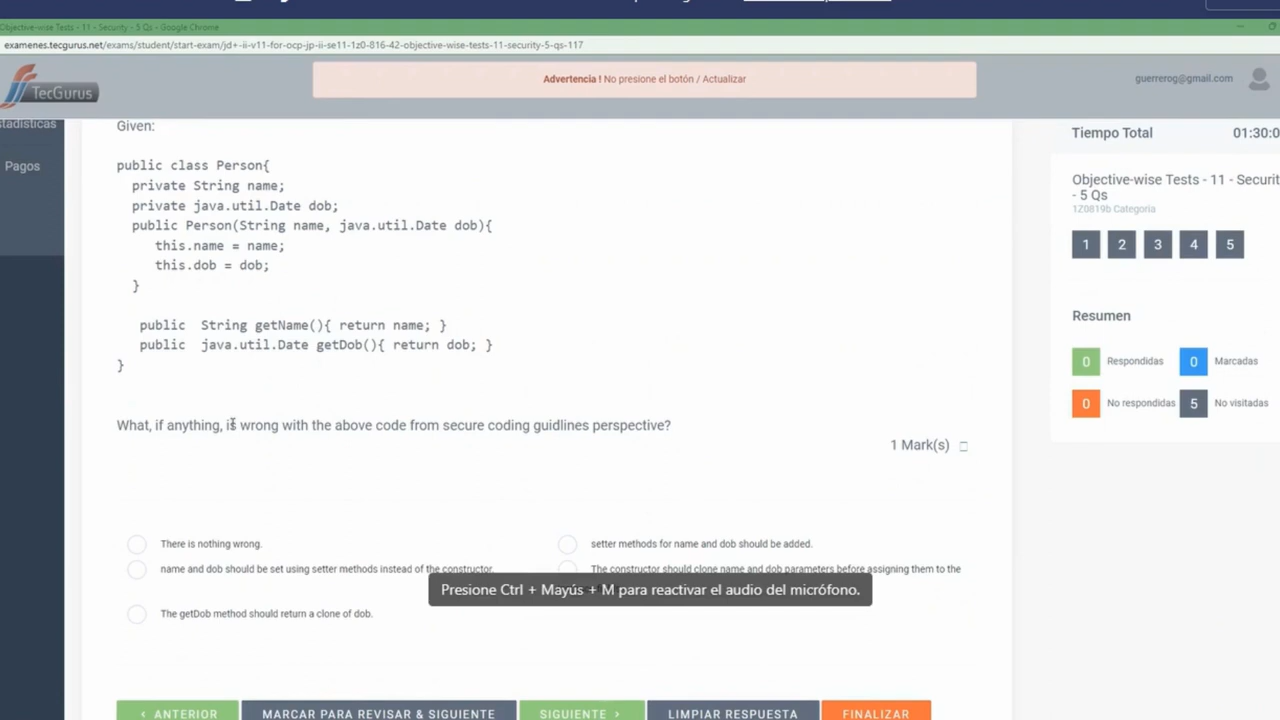 Objective-wise Tests - 11 - Security - 5 Qs - Google Chrome
examenes.tecgurus.net/exams/student/start-exam/jd+-ii-v11-for-ocp-jp-ii-se11-1z0-816-42-objective-wise-tests-11-security-5-qs-117
TecGurus
Advertencia ! No presione el botón / Actualizar
guerrerog@gmail.com
stadísticas
Pagos
Given:
public class Person{
private String name;
private java.util.Date dob;
public Person(String name, java.util.Date dob){
this.name = name;
this.dob = dob;
}
public String getName(){ return name; }
public java.util.Date getDob(){ return dob; }
}
What, if anything, is wrong with the above code from secure coding guidlines perspective?
1 Mark(s)
There is nothing wrong.
setter methods for name and dob should be added.
name and dob should be set using setter methods instead of the constructor.
The constructor should clone name and dob parameters before assigning them to the
Presione Ctrl + Mayús + M para reactivar el audio del micrófono.
The getDob method should return a clone of dob.
< ANTERIOR
MARCAR PARA REVISAR & SIGUIENTE
SIGUIENTE >
LIMPIAR RESPUESTA
FINALIZAR
Tiempo Total
01:30:0
Objective-wise Tests - 11 - Securit
- 5 Qs
1Z0819b Categoria
1 2 3 4 5
Resumen
0 Respondidas
0 Marcadas
0 No respondidas
5 No visitadas